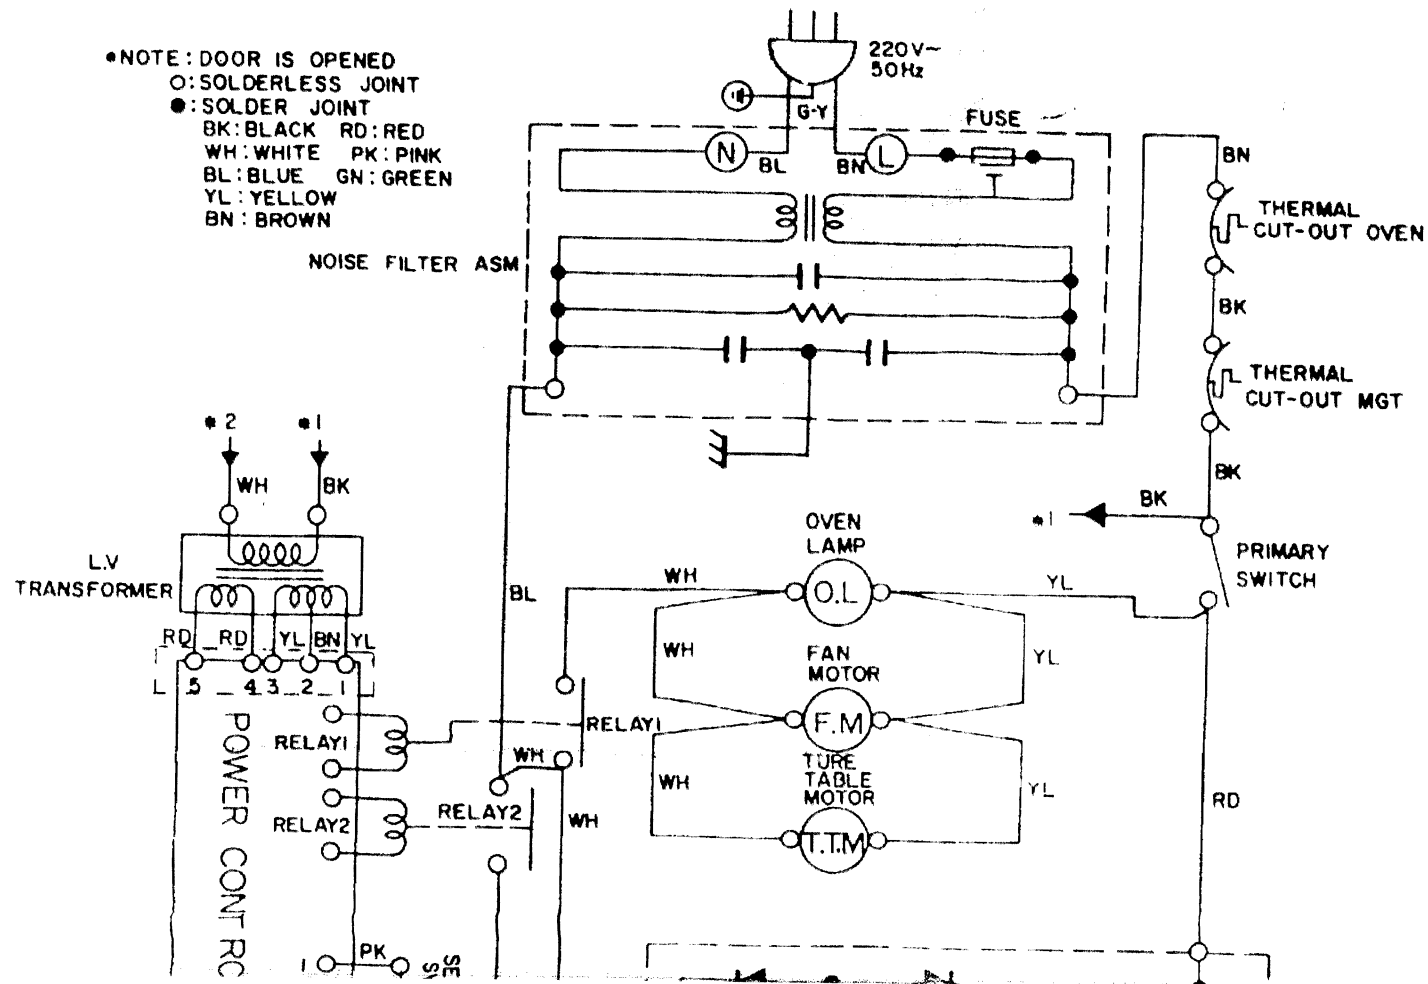 *NOTE: DOOR IS OPENED
O: SOLDERLESS JOINT
●: SOLDER JOINT
BK: BLACK RD: RED
WH: WHITE PK: PINK
BL: BLUE GN: GREEN
YL: YELLOW
BN: BROWN
220V~
50Hz
G-Y
FUSE
N
BL
BN
L
NOISE FILTER ASM
BN
THERMAL
CUT-OUT OVEN
BK
THERMAL
CUT-OUT MGT
BK
BK
*1
PRIMARY
SWITCH
*2 *1
WH BK
L.V
TRANSFORMER
RD RD YL BN YL
5 4 3 2 1
OVEN
LAMP
O.L
WH
YL
BL
WH
YL
FAN
MOTOR
F.M
RELAY1
RELAY1
WH
TURE
TABLE
MOTOR
T.T.M
WH
YL
RD
RELAY2
RELAY2
WH
POWER CONTRC
1 PK
SE